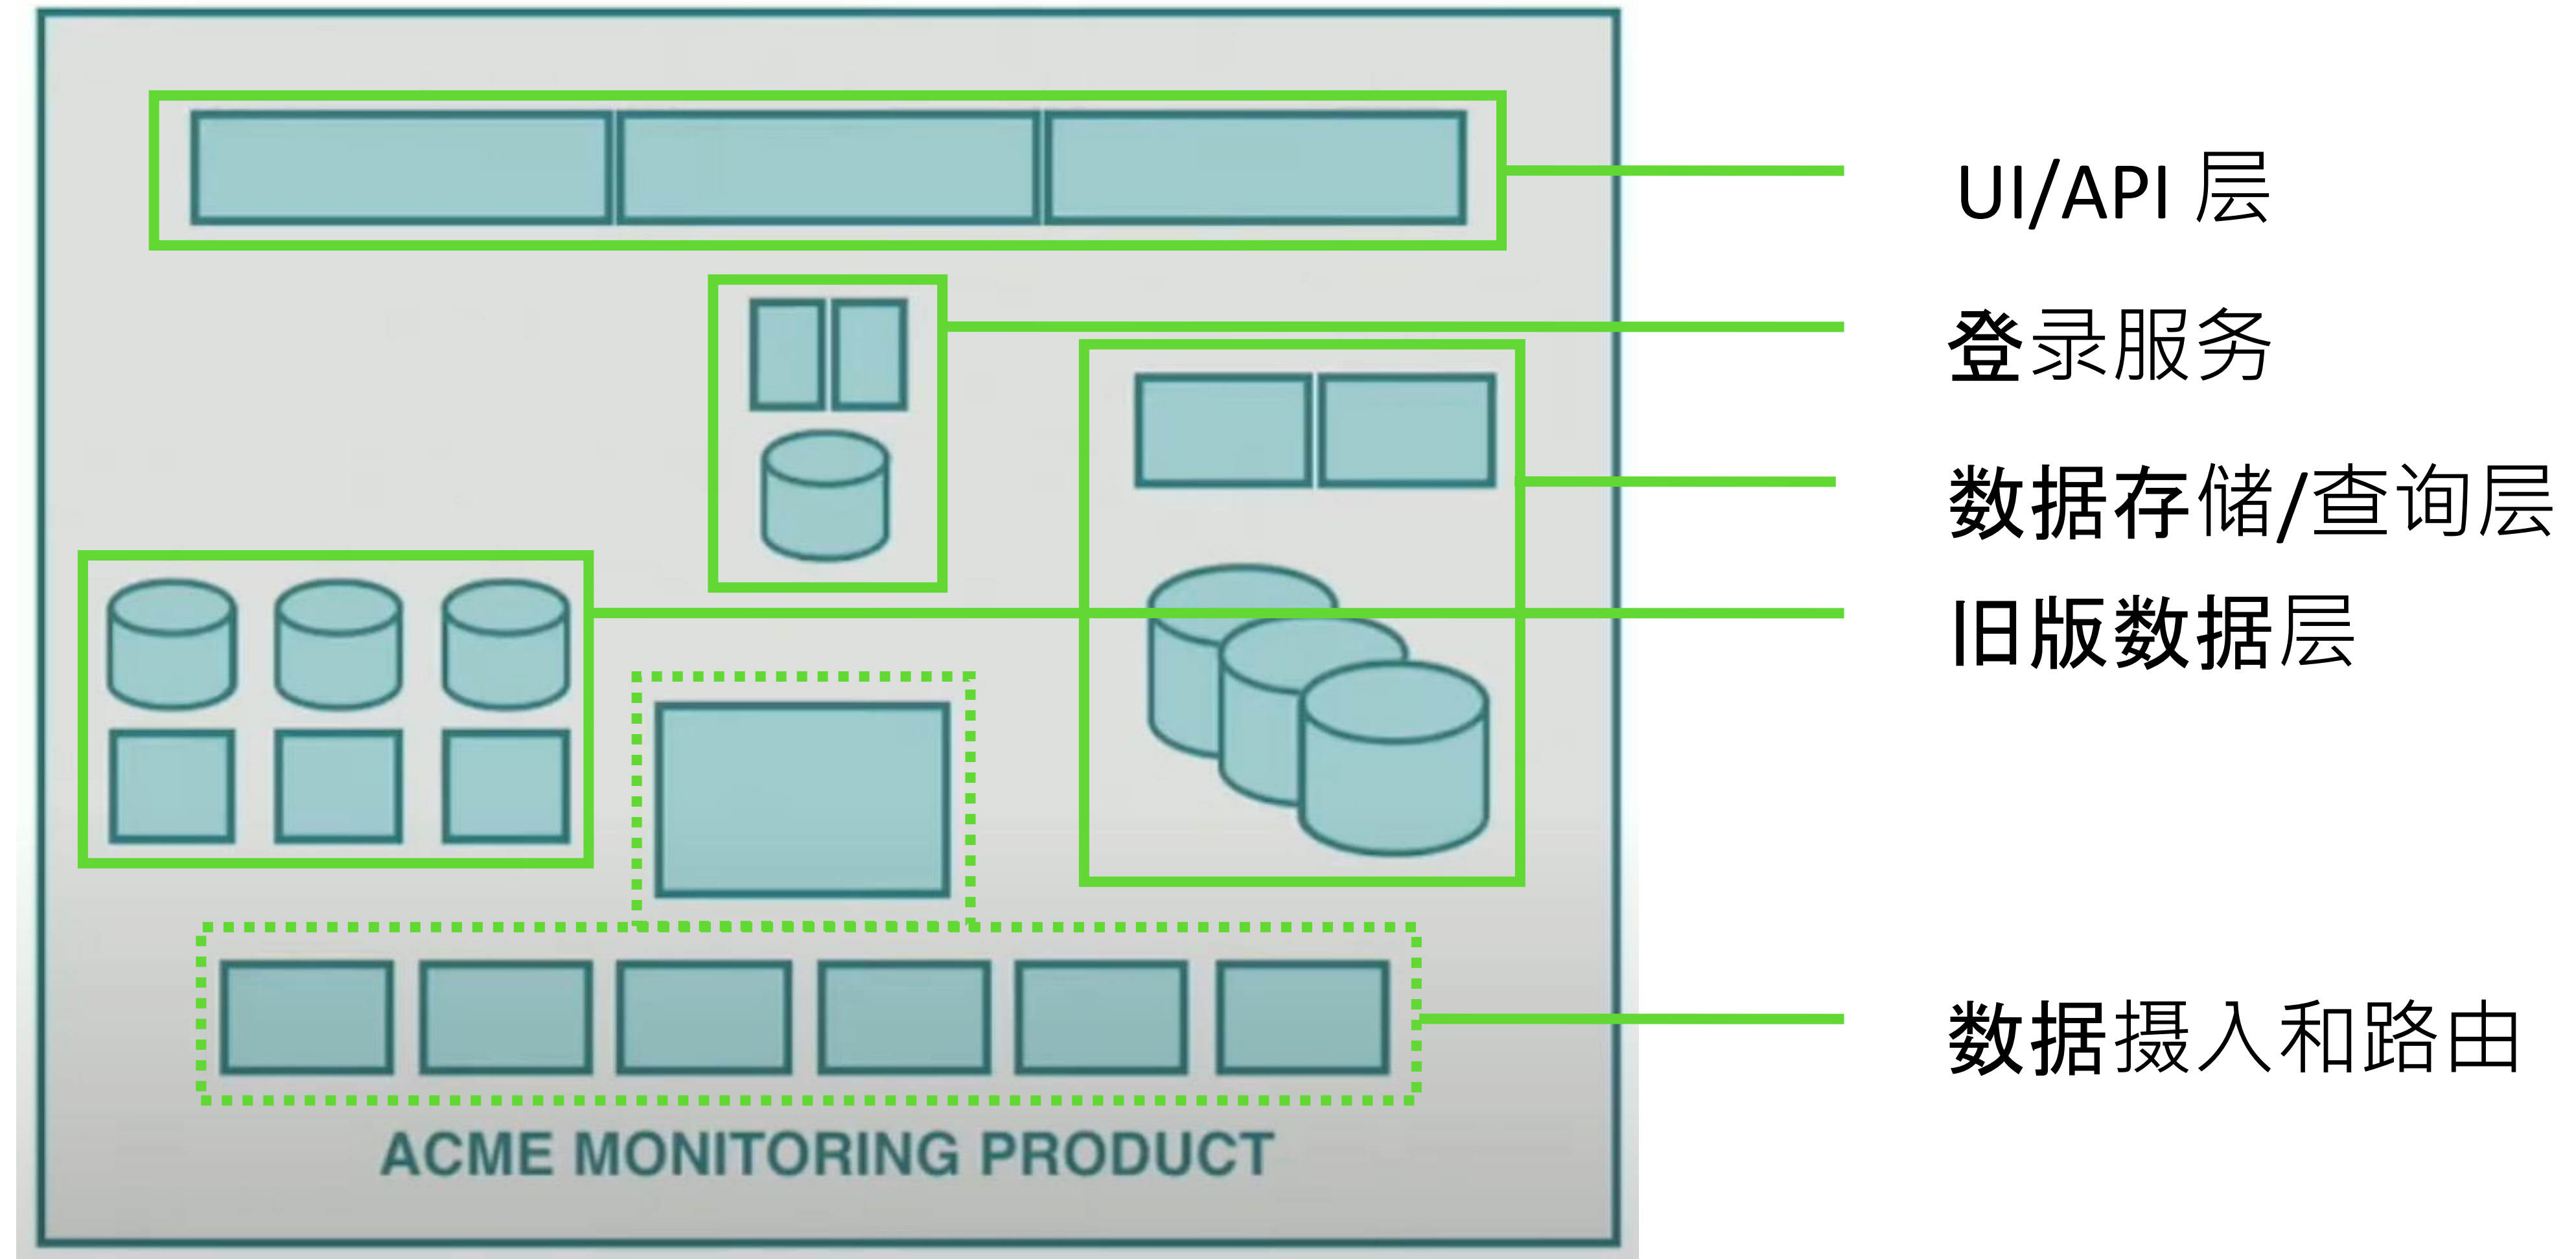 UI/API 层
登录服务
数据存储/查询层
旧版数据层
数据摄入和路由
ACME MONITORING PRODUCT